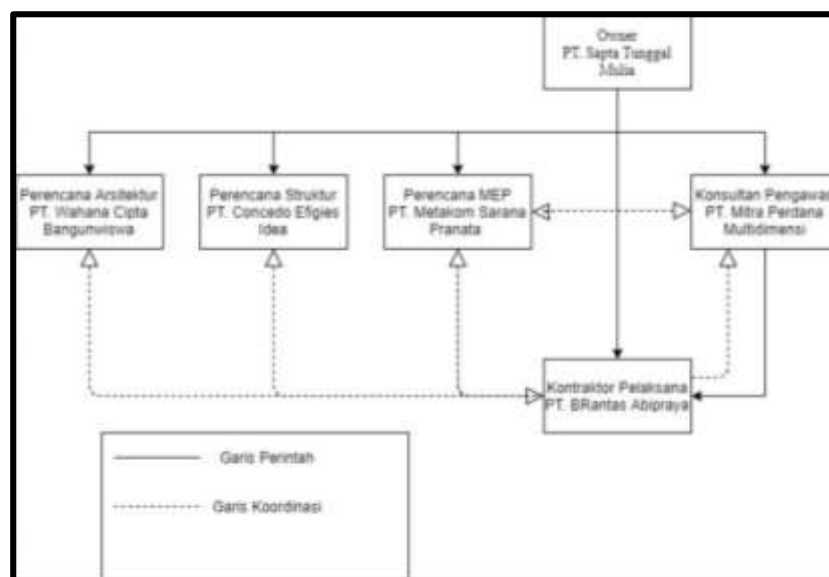 Owner
PT. Sapta Tunggal
Mulia
Perencana Arsitektur
PT. Wahana Cipta
Bangunwiswa
Perencana Struktur
PT. Concedo Efigies
Idea
Perencana MEP
PT. Metakom Sarana
Pranata
Konsultan Pengawas
PT. Mitra Perdana
Multidimensi
Kontraktor Pelaksana
PT. BRantas Abipraya
Garis Perintah
Garis Koordinasi